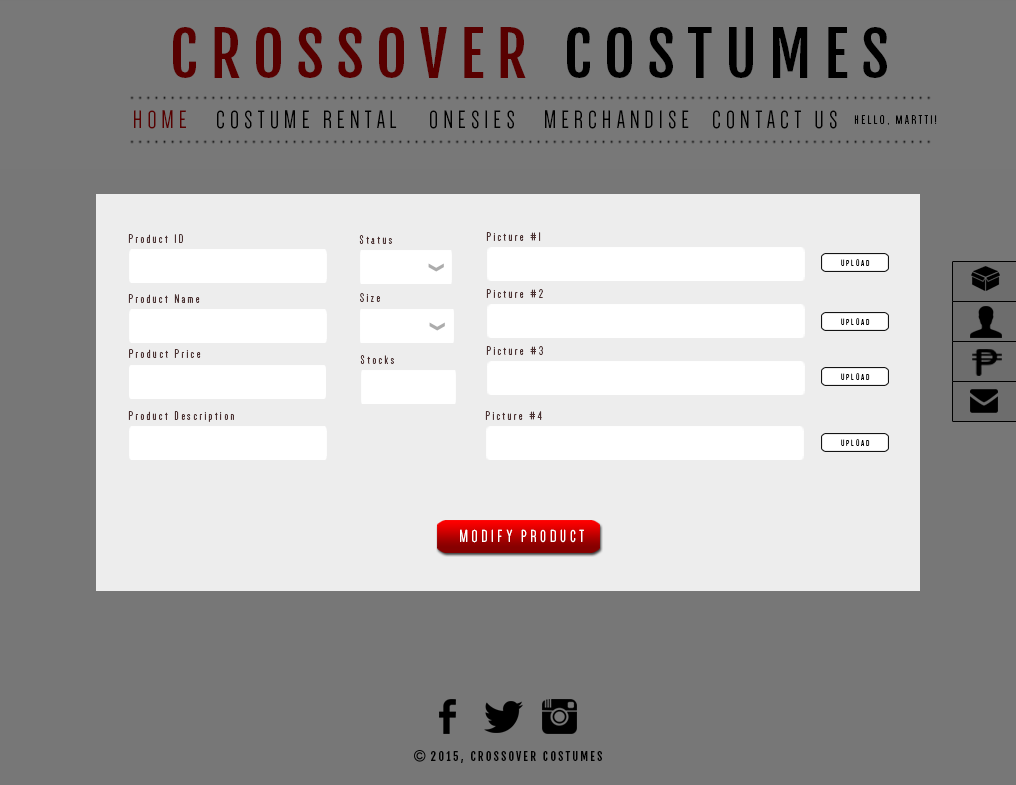 CROSSOVER COSTUMES
HOME COSTUME RENTAL ONESIES MERCHANDISE CONTACT US HELLO, MARTTI!
Product ID
Product Name
Product Price
Product Description
Status
Size
Stocks
Picture #1
UPLOAD
Picture #2
UPLOAD
Picture #3
UPLOAD
Picture #4
UPLOAD
MODIFY PRODUCT
© 2015, CROSSOVER COSTUMES